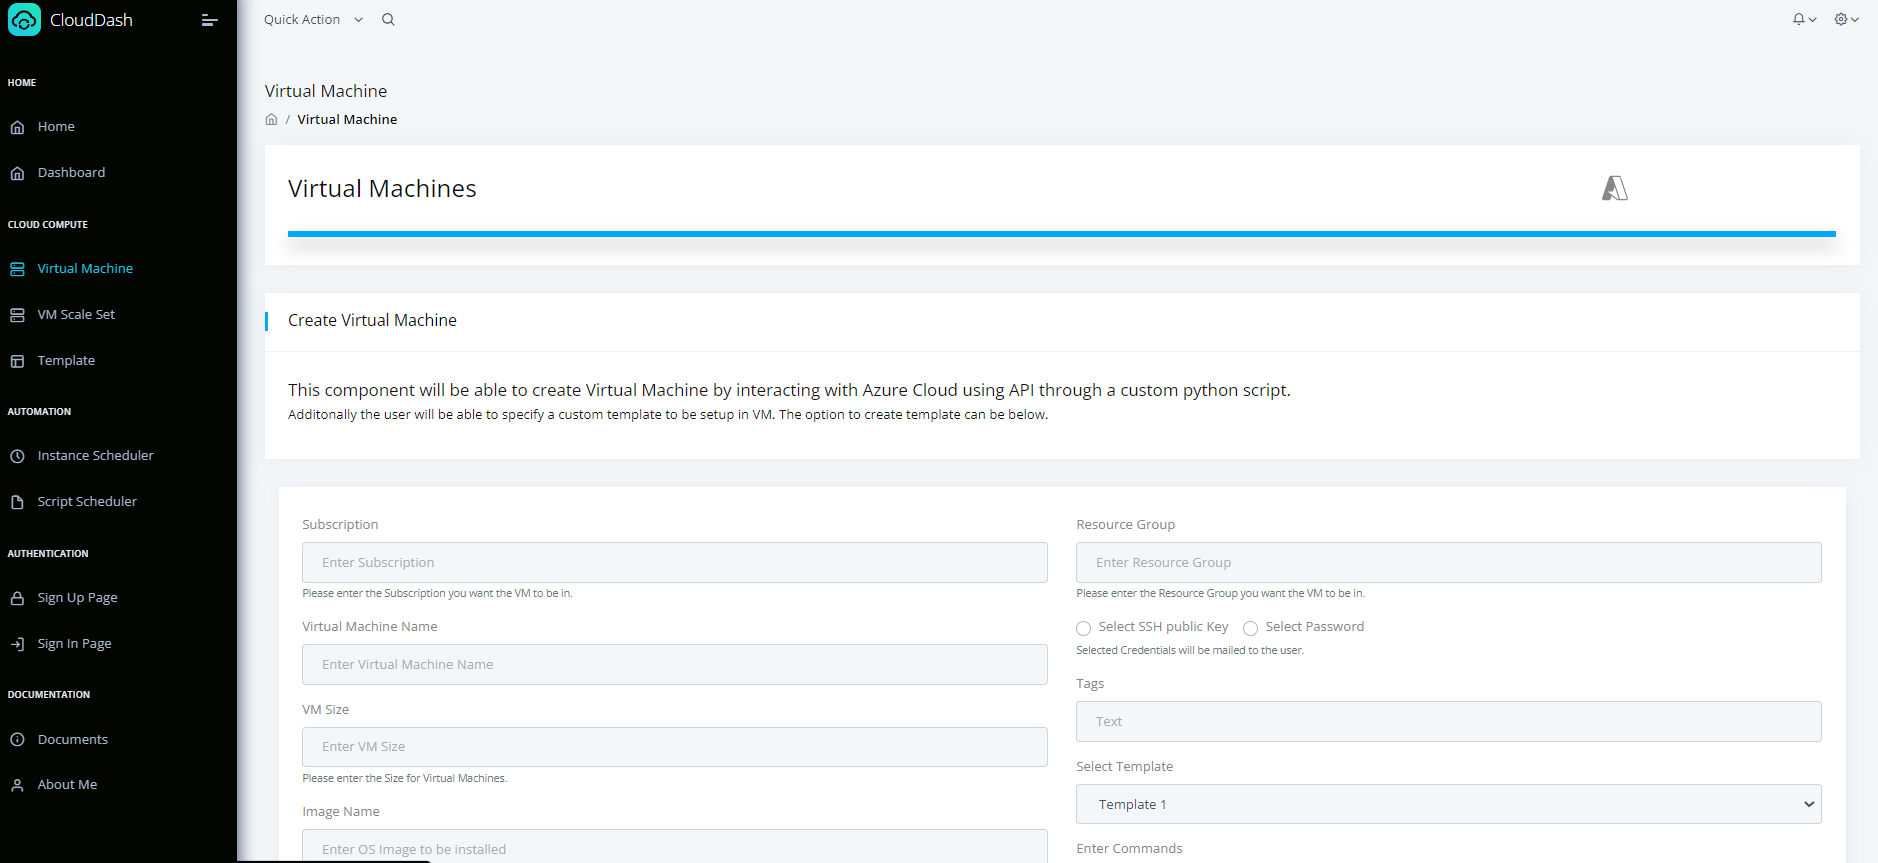 CloudDash
HOME
Home
Dashboard
CLOUD COMPUTE
Virtual Machine
VM Scale Set
Template
AUTOMATION
Instance Scheduler
Script Scheduler
AUTHENTICATION
Sign Up Page
Sign In Page
DOCUMENTATION
Documents
About Me
Quick Action
Virtual Machine
/ Virtual Machine
Virtual Machines
Create Virtual Machine
This component will be able to create Virtual Machine by interacting with Azure Cloud using API through a custom python script.
Additonally the user will be able to specify a custom template to be setup in VM. The option to create template can be below.
Subscription
Enter Subscription
Please enter the Subscription you want the VM to be in.
Virtual Machine Name
Enter Virtual Machine Name
VM Size
Enter VM Size
Please enter the Size for Virtual Machines.
Image Name
Enter OS Image to be installed
Resource Group
Enter Resource Group
Please enter the Resource Group you want the VM to be in.
Select SSH public Key Select Password
Selected Credentials will be mailed to the user.
Tags
Text
Select Template
Template 1
Enter Commands